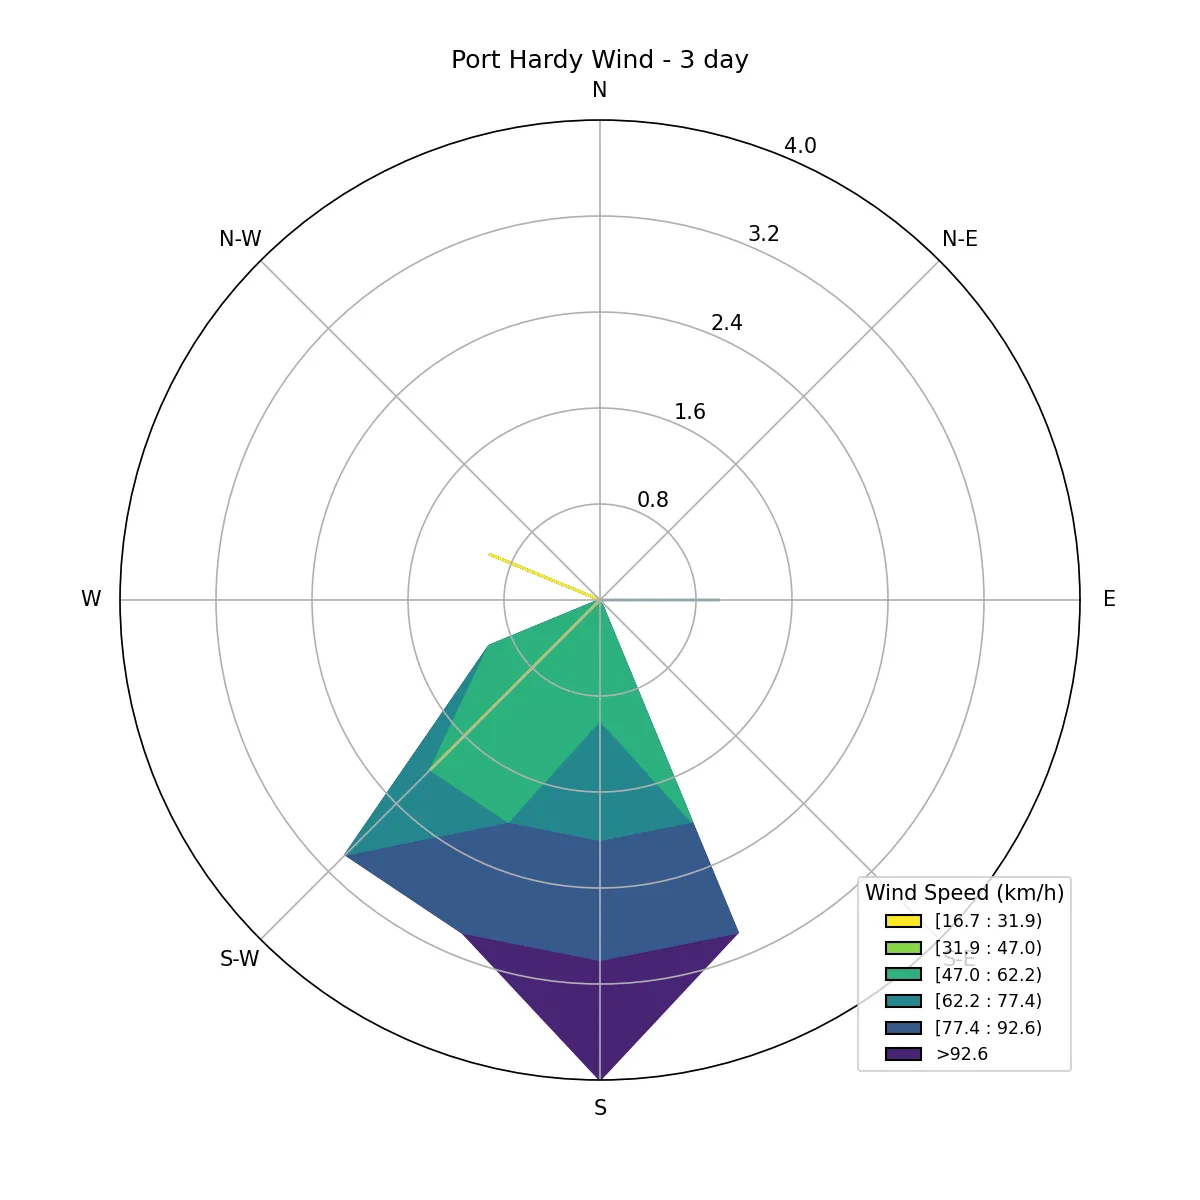 Port Hardy Wind - 3 day
N
4.0
N-W
3.2
N-E
2.4
1.6
0.8
W
E
Wind Speed (km/h)
[16.7 : 31.9)
[31.9 : 47.0)
S-W
S-E
[47.0 : 62.2)
[62.2 : 77.4)
[77.4 : 92.6)
>92.6
S